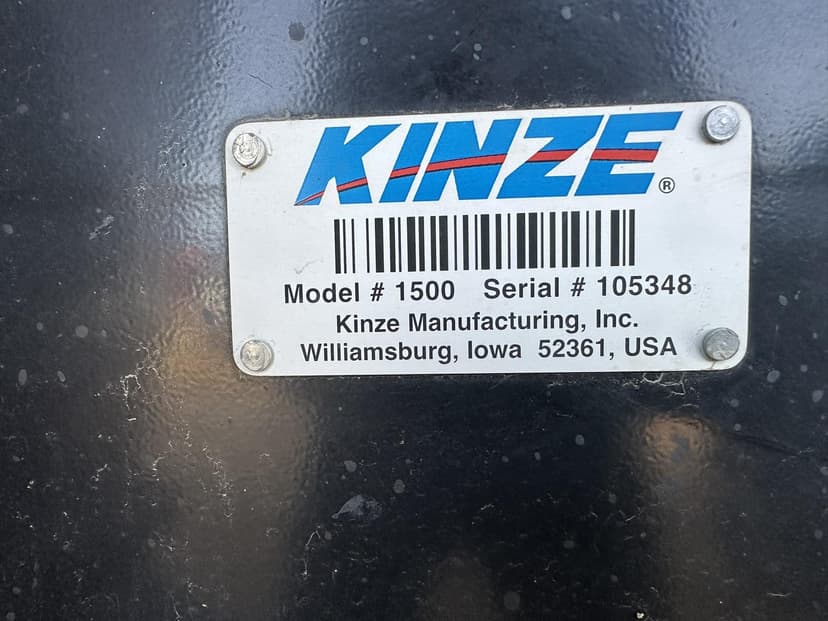 KINZE®
Model # 1500 Serial # 105348
Kinze Manufacturing, Inc.
Williamsburg, Iowa 52361, USA